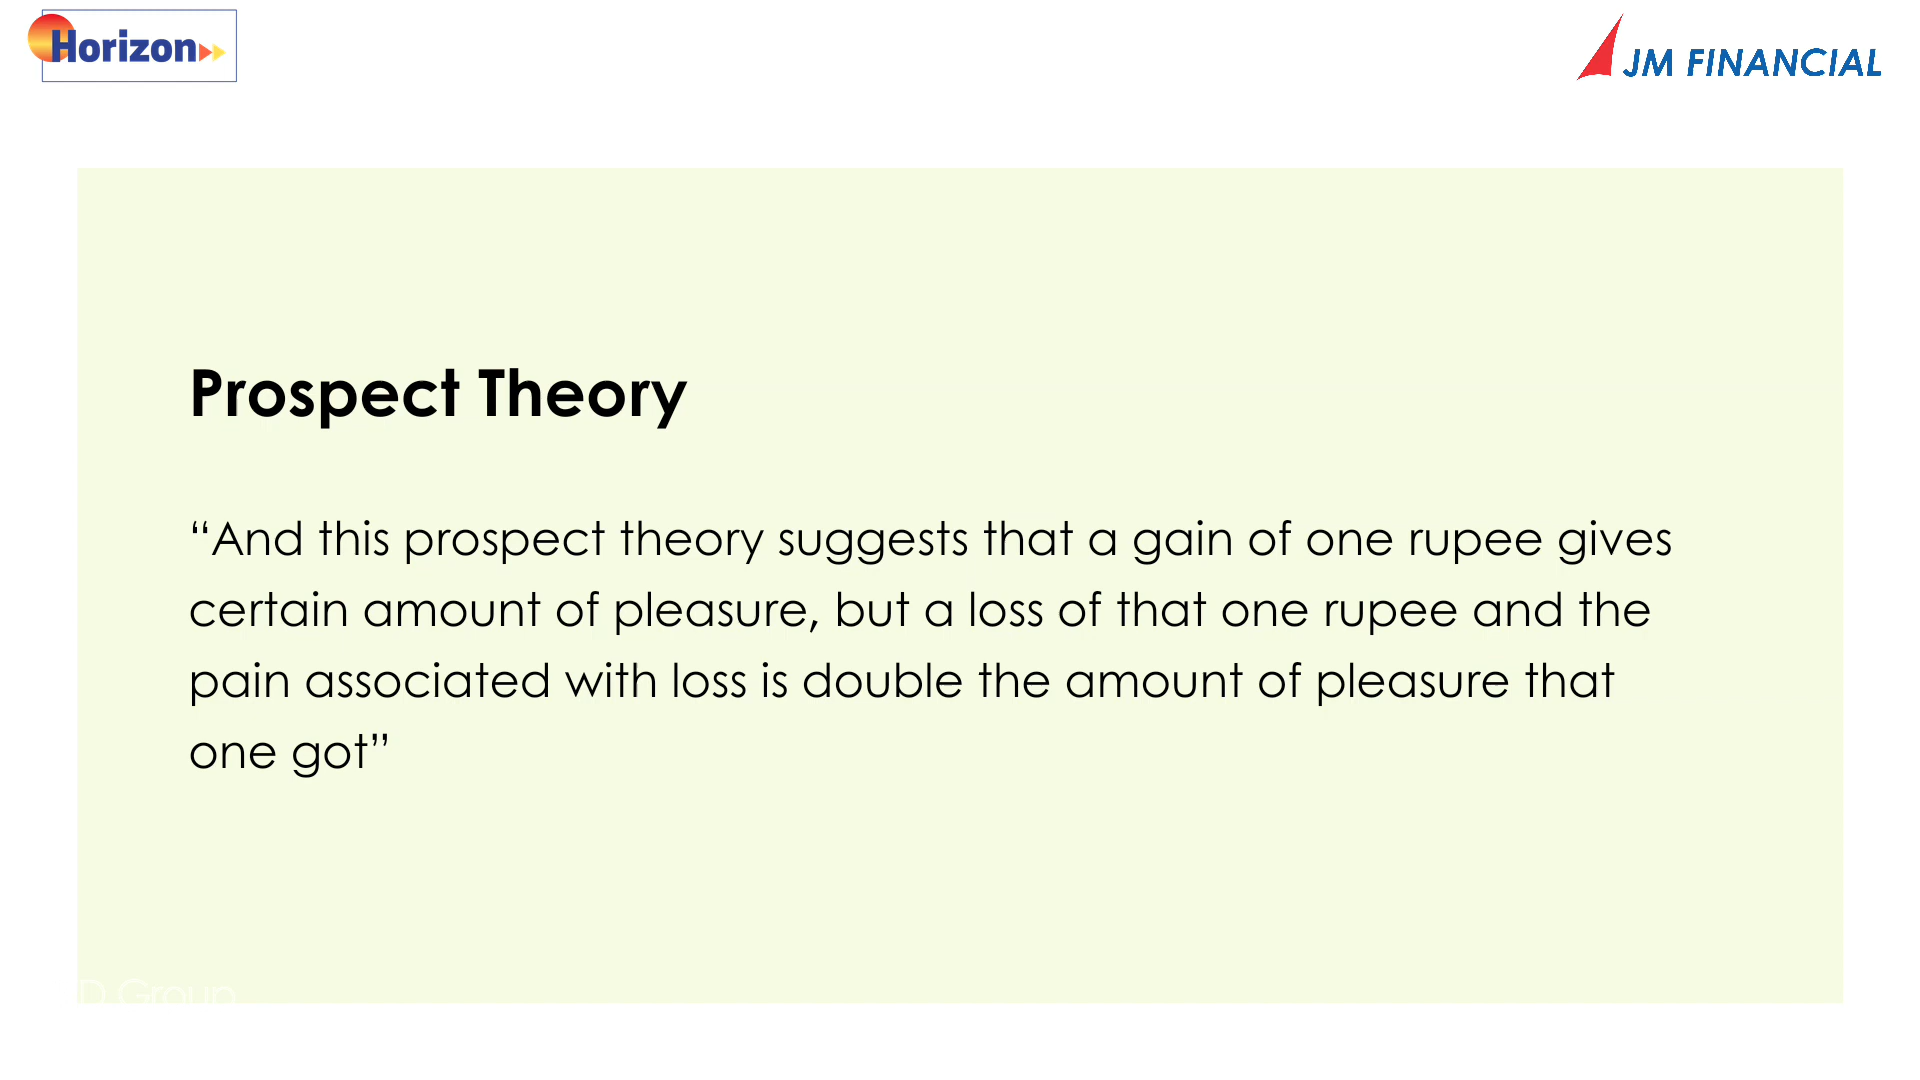 Horizon
JM FINANCIAL
Prospect Theory
“And this prospect theory suggests that a gain of one rupee gives
certain amount of pleasure, but a loss of that one rupee and the
pain associated with loss is double the amount of pleasure that
one got”
D Group